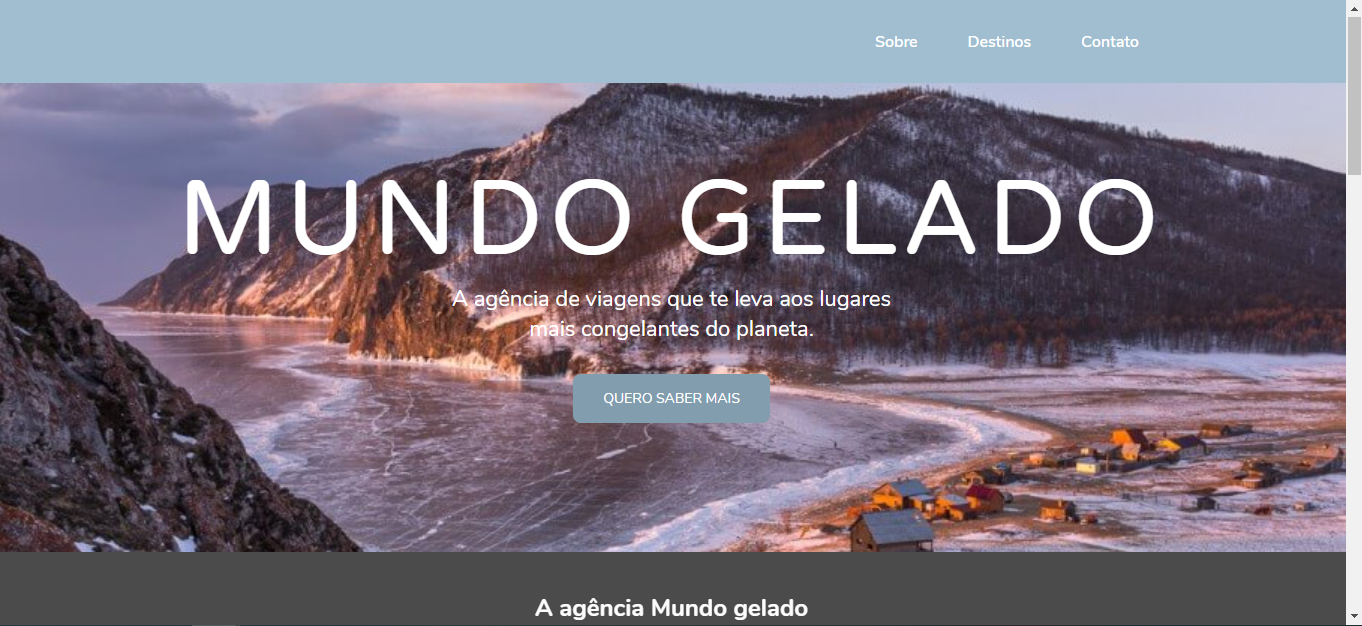 Sobre Destinos Contato
MUNDO GELADO
A agência de viagens que te leva aos lugares
mais congelantes do planeta.
QUERO SABER MAIS
A agência Mundo gelado